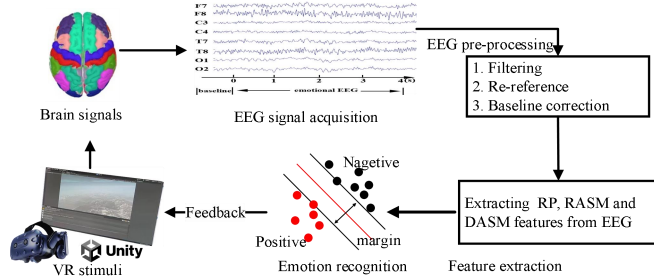 F7
F8
C3
C4
T7
T8
O1
O2
0 1 2 3 4(s)
baseline emotional EEG
EEG pre-processing
1. Filtering
2. Re-reference
3. Baseline correction
Brain signals
EEG signal acquisition
Nagetive
Extracting RP, RASM and
DASM features from EEG
Feedback
Positive
margin
Unity
VR stimuli
Emotion recognition
Feature extraction